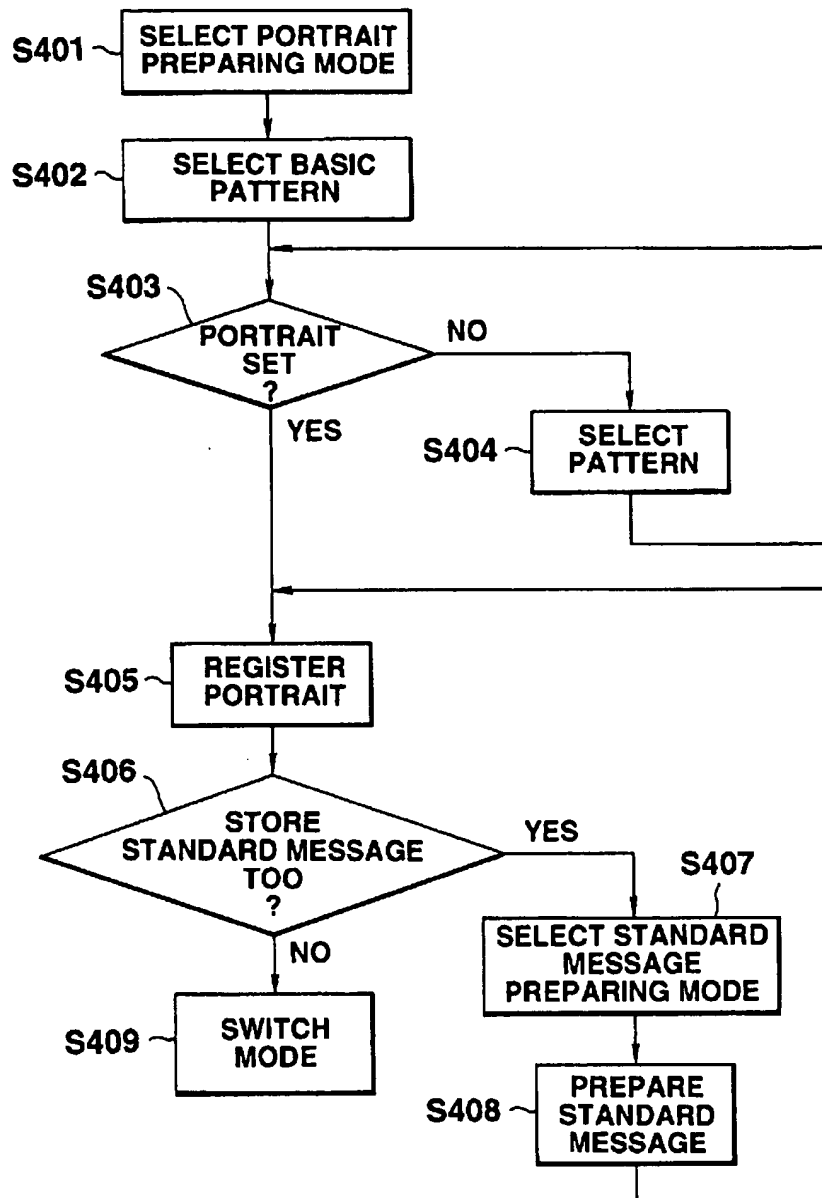 S401
SELECT PORTRAIT
PREPARING MODE
S402
SELECT BASIC
PATTERN
S403
PORTRAIT
SET
?
NO
YES
S404
SELECT
PATTERN
S405
REGISTER
PORTRAIT
S406
STORE
STANDARD MESSAGE
TOO
?
YES
NO
S407
SELECT STANDARD
MESSAGE
PREPARING MODE
S409
SWITCH
MODE
S408
PREPARE
STANDARD
MESSAGE